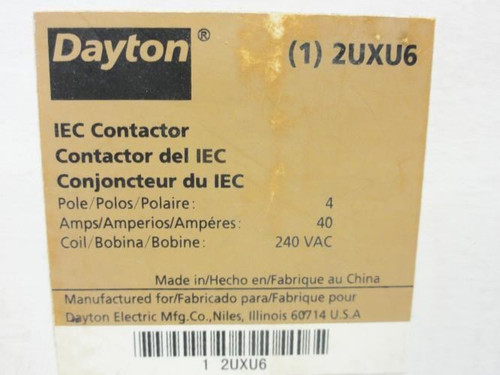 Dayton® (1) 2UXU6
IEC Contactor
Contactor del IEC
Conjoncteur du IEC
Pole/Polos/Polaire: 4
Amps/Amperios/Ampéres: 40
Coil/Bobina/Bobine: 240 VAC
Made in/Hecho en/Fabrique au China
Manufactured for/Fabricado para/Fabrique pour
Dayton Electric Mfg.Co.,Niles, Illinois 60714 U.S.A
1 2UXU6